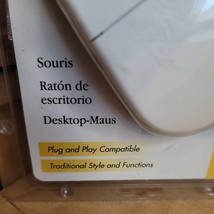 Souris
Ratón de
escritorio
Desktop-Maus
Plug and Play Compatible
Traditional Style and Functions